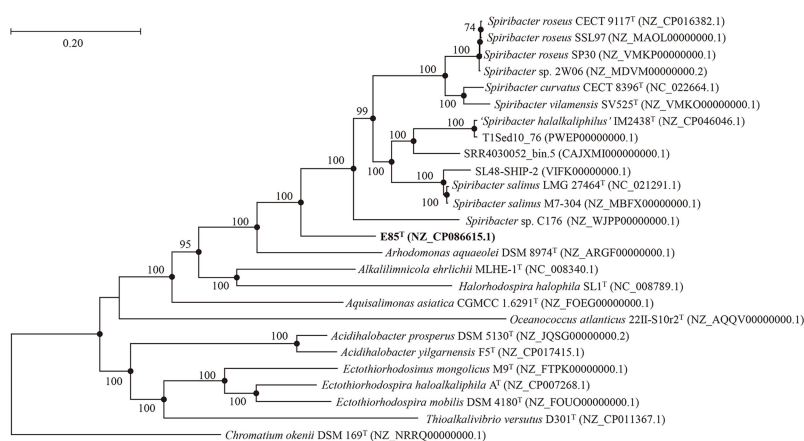 Spiribacter roseus CECT 9117ᵀ (NZ_CP016382.1)
74
Spiribacter roseus SSL97 (NZ_MAOL00000000.1)
0.20
100
Spiribacter roseus SP30 (NZ_VMKP00000000.1)
100
Spiribacter sp. 2W06 (NZ_MDVM00000000.2)
Spiribacter curvatus CECT 8396ᵀ (NC_022664.1)
100
Spiribacter vilamensis SV525ᵀ (NZ_VMKO00000000.1)
99
100
'Spiribacter halalkaliphilus' IM2438ᵀ (NZ_CP046046.1)
100
T1Sed10_76 (PWEP00000000.1)
SRR4030052_bin.5 (CAJXMI000000000.1)
100
100
100
SL48-SHIP-2 (VIFK00000000.1)
Spiribacter salinus LMG 27464ᵀ (NC_021291.1)
100
100
Spiribacter salinus M7-304 (NZ_MBFX00000000.1)
100
Spiribacter sp. C176 (NZ_WJPP00000000.1)
E85ᵀ (NZ_CP086615.1)
95
Arhodomonas aquaeolei DSM 8974ᵀ (NZ_ARGF00000000.1)
100
100
Alkalilimnicola ehrlichii MLHE-1ᵀ (NC_008340.1)
Halorhodospira halophila SL1ᵀ (NC_008789.1)
Aquisalimonas asiatica CGMCC 1.6291ᵀ (NZ_FOEG00000000.1)
Oceanococcus atlanticus 22II-S10r2ᵀ (NZ_AQQV00000000.1)
100
Acidihalobacter prosperus DSM 5130ᵀ (NZ_JQSG00000000.2)
Acidihalobacter yilgarnensis F5ᵀ (NZ_CP017415.1)
100
100
Ectothiorhodosinus mongolicus M9ᵀ (NZ_FTPK00000000.1)
100
Ectothiorhodospira haloalkaliphila Aᵀ (NZ_CP007268.1)
100
Ectothiorhodospira mobilis DSM 4180ᵀ (NZ_FOUO00000000.1)
Thioalkalivibrio versutus D301ᵀ (NZ_CP011367.1)
Chromatium okenii DSM 169ᵀ (NZ_NRRQ00000000.1)